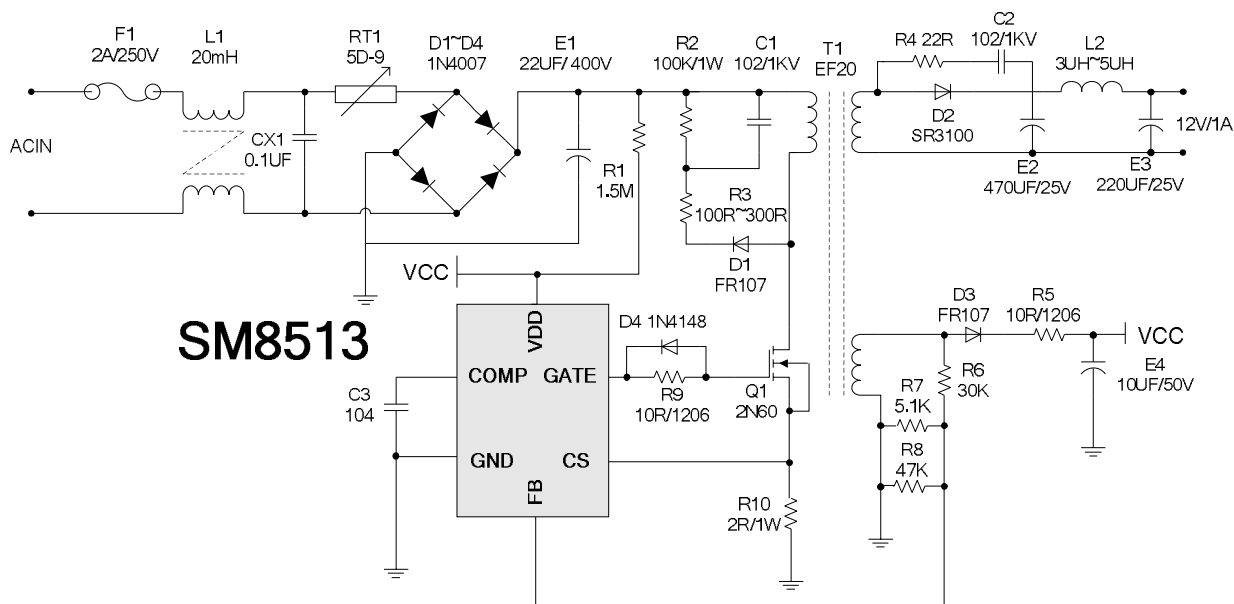 F1
2A/250V
L1
20mH
RT1
5D-9
D1~D4
1N4007
E1
22UF/400V
R2
100K/1W
C1
102/1KV
T1
EF20
R4 22R
C2
102/1KV
L2
3UH~5UH
ACIN
CX1
0.1UF
D2
SR3100
12V/1A
R1
1.5M
E2
470UF/25V
E3
220UF/25V
R3
100R~300R
D1
FR107
VCC
SM8513
VDD
COMP
GATE
GND
CS
FB
D4 1N4148
R9
10R/1206
Q1
2N60
C3
104
R10
2R/1W
D3
FR107
R5
10R/1206
VCC
E4
10UF/50V
R6
30K
R7
5.1K
R8
47K